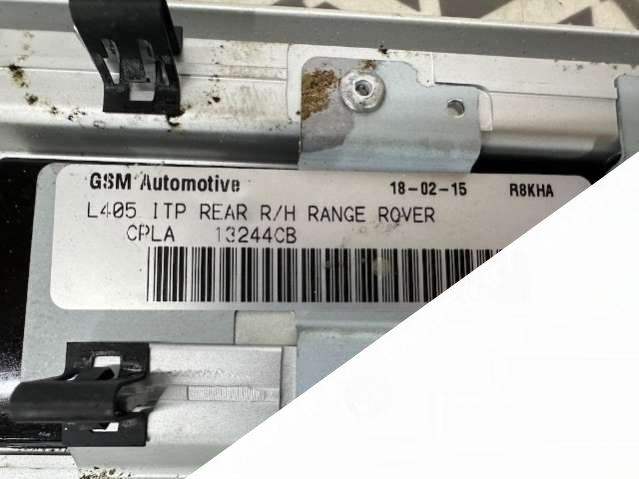 GSM Automotive 18-02-15 R8KHA
L405 ITP REAR R/H RANGE ROVER
CPLA 13244CB